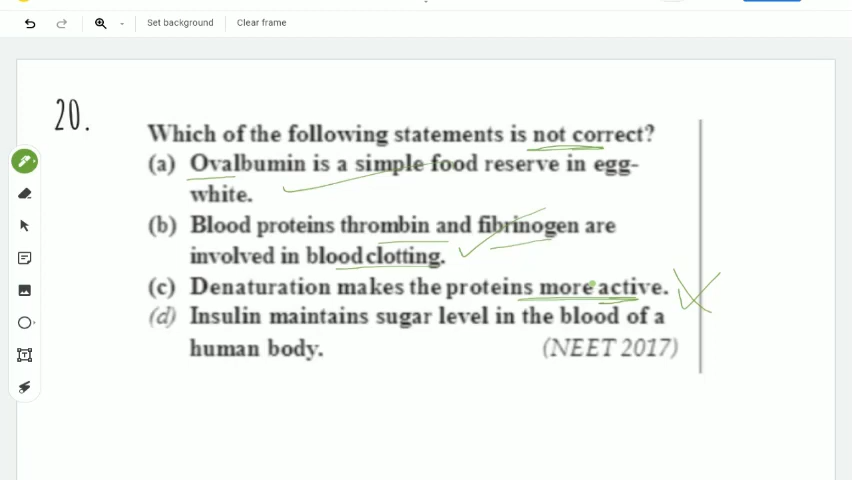 Set background
Clear frame
20.
Which of the following statements is not correct?
(a) Ovalbumin is a simple food reserve in egg-
white.
(b) Blood proteins thrombin and fibrinogen are
involved in blood clotting.
(c) Denaturation makes the proteins more active.
(d) Insulin maintains sugar level in the blood of a
human body. (NEET 2017)